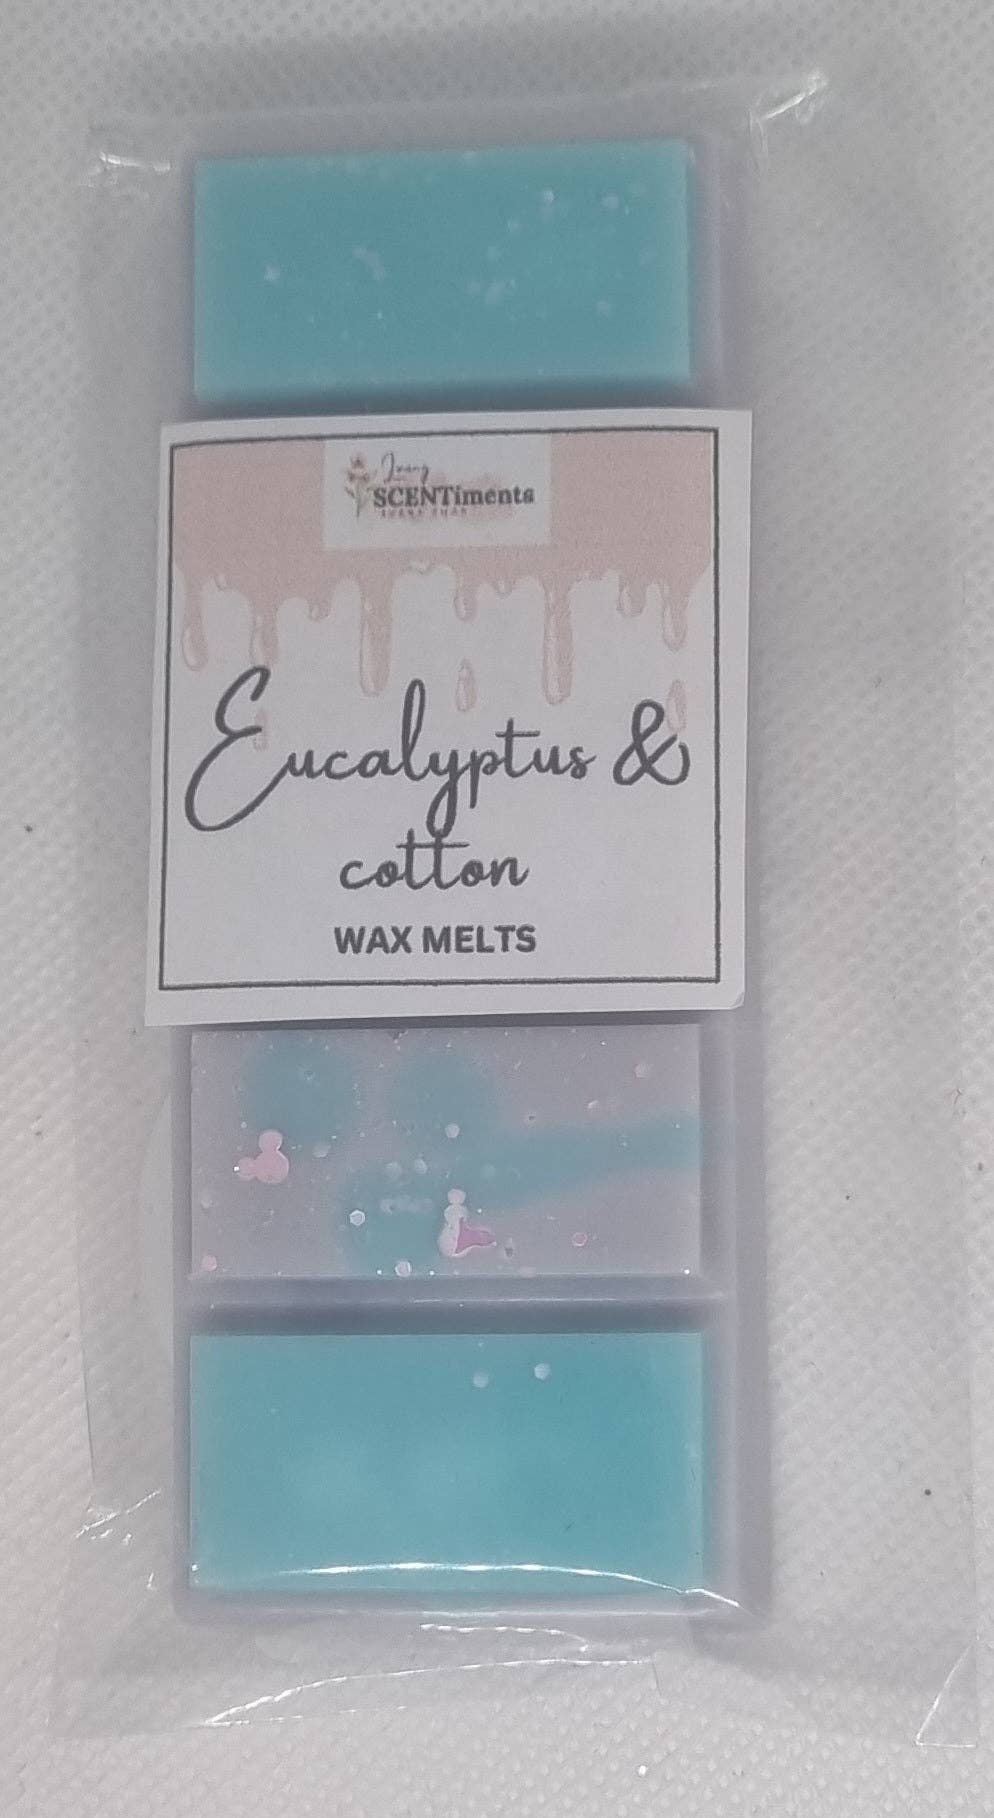 SCENTiments
Eucalyptus &
cotton
WAX MELTS